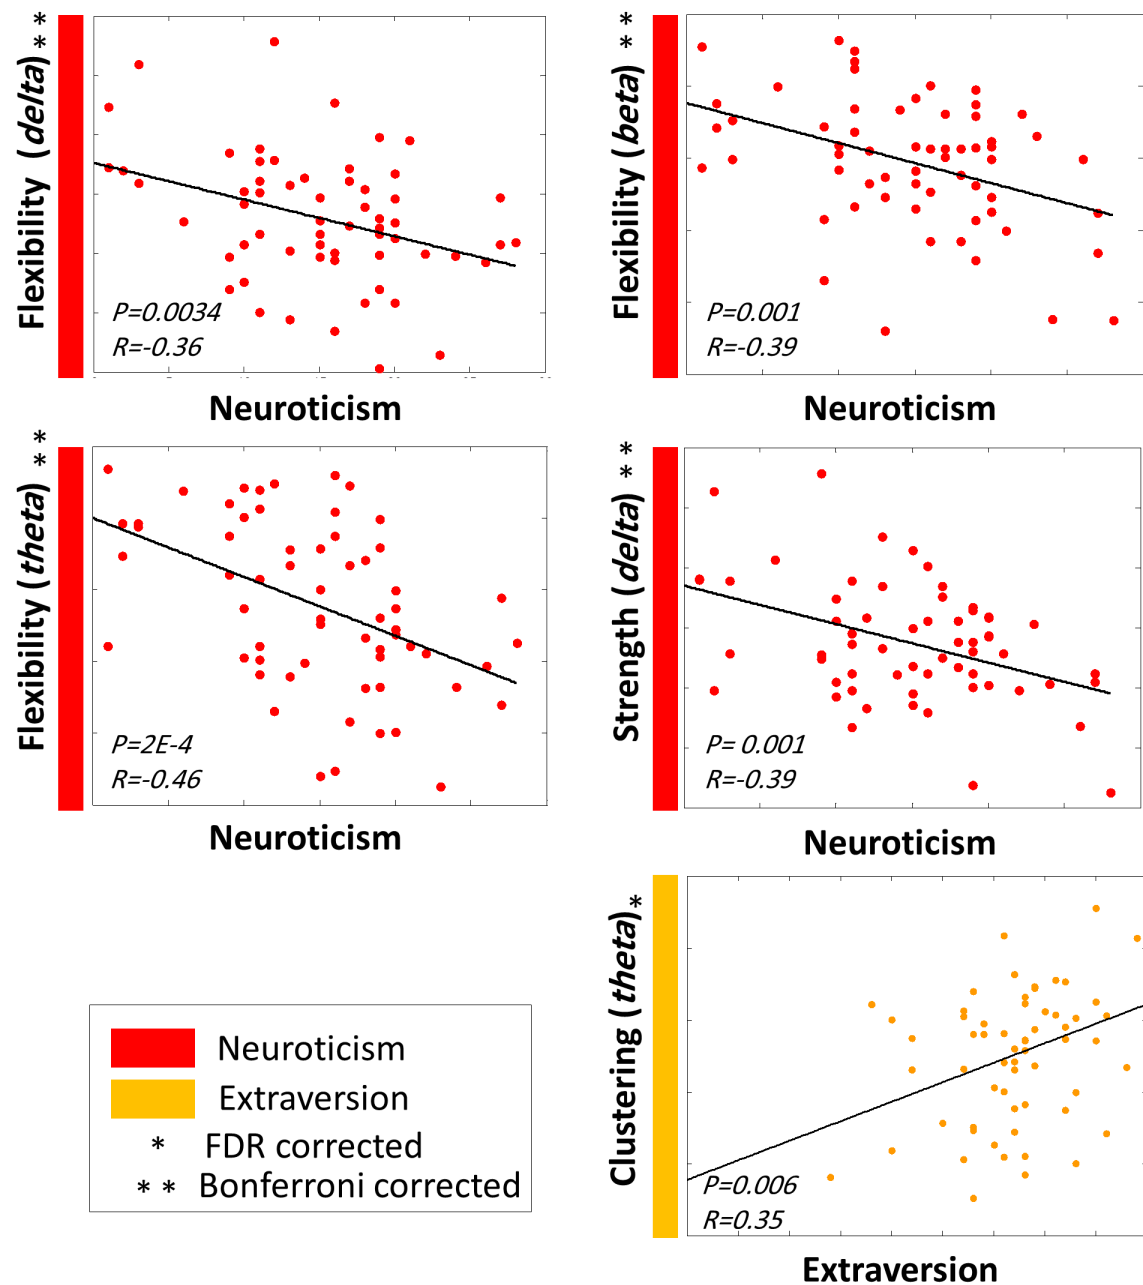 Flexibility (delta) **
P=0.0034
R=-0.36
Neuroticism
Flexibility (beta) **
P=0.001
R=-0.39
Neuroticism
Flexibility (theta) **
P=2E-4
R=-0.46
Neuroticism
Strength (delta) **
P= 0.001
R=-0.39
Neuroticism
Clustering (theta)*
P=0.006
R=0.35
Extraversion
Neuroticism
Extraversion
* FDR corrected
** Bonferroni corrected